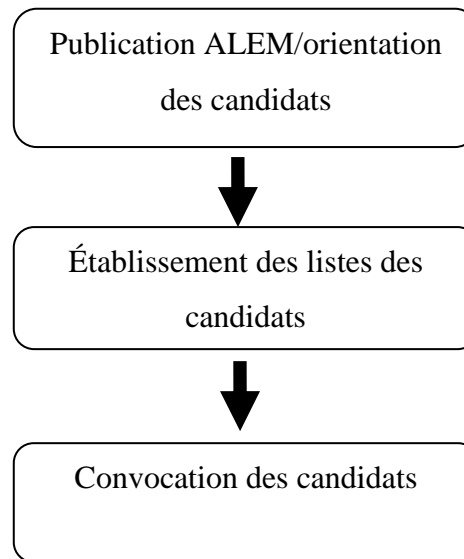 Publication ALEM/orientation
des candidats
Établissement des listes des
candidats
Convocation des candidats